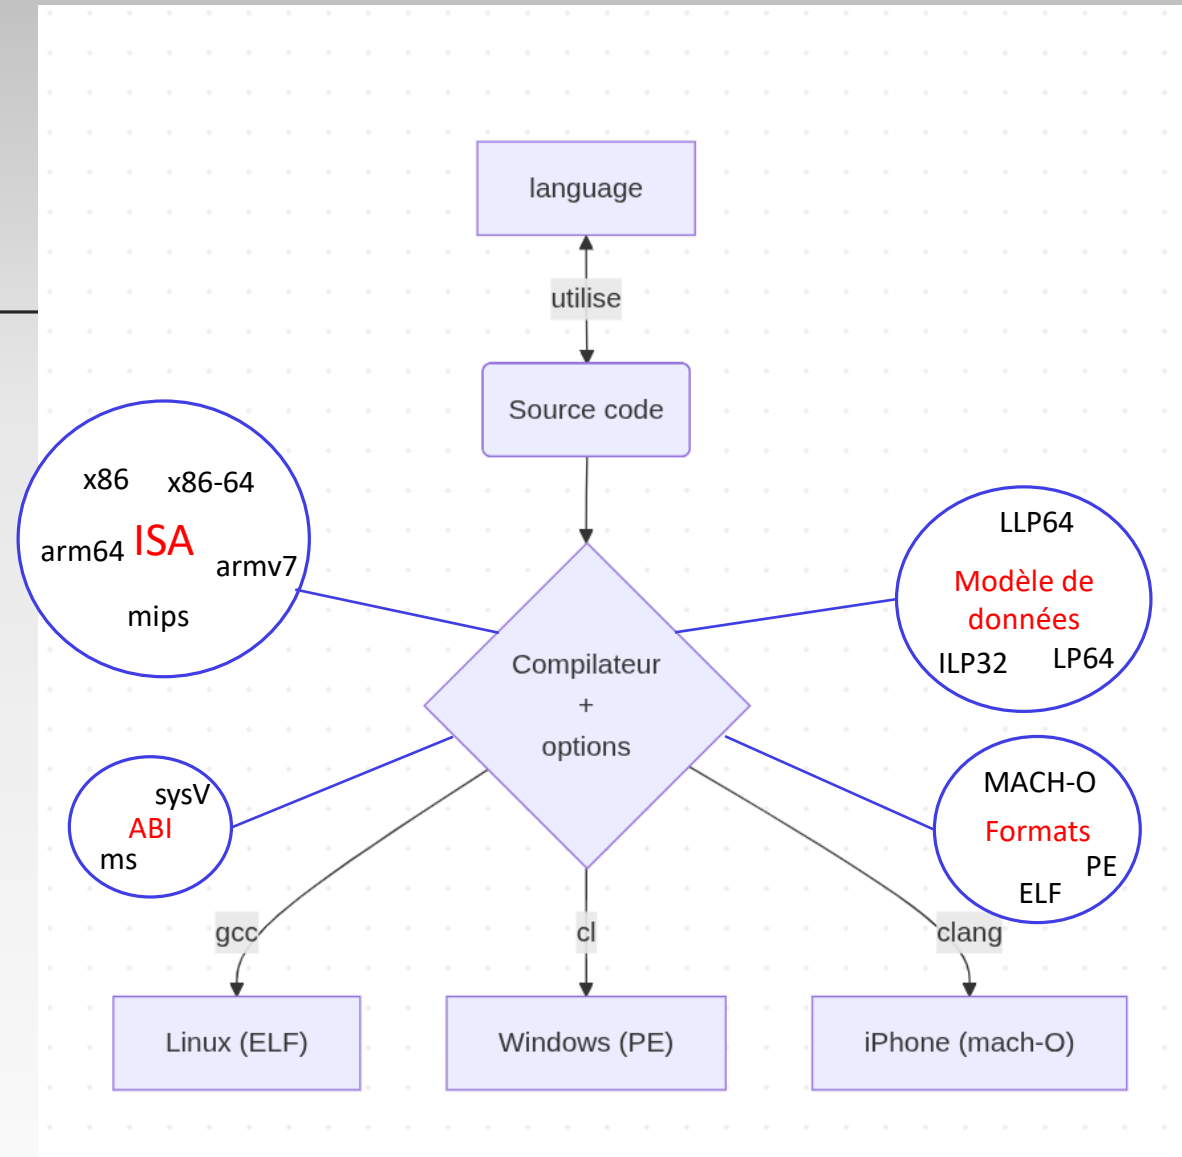 language
utilise
Source code
x86
x86-64
arm64
ISA
armv7
mips
LLP64
Modèle de
données
ILP32
LP64
Compilateur
+
options
sysV
ABI
ms
MACH-O
Formats
PE
ELF
gcc
cl
clang
Linux (ELF)
Windows (PE)
iPhone (mach-O)